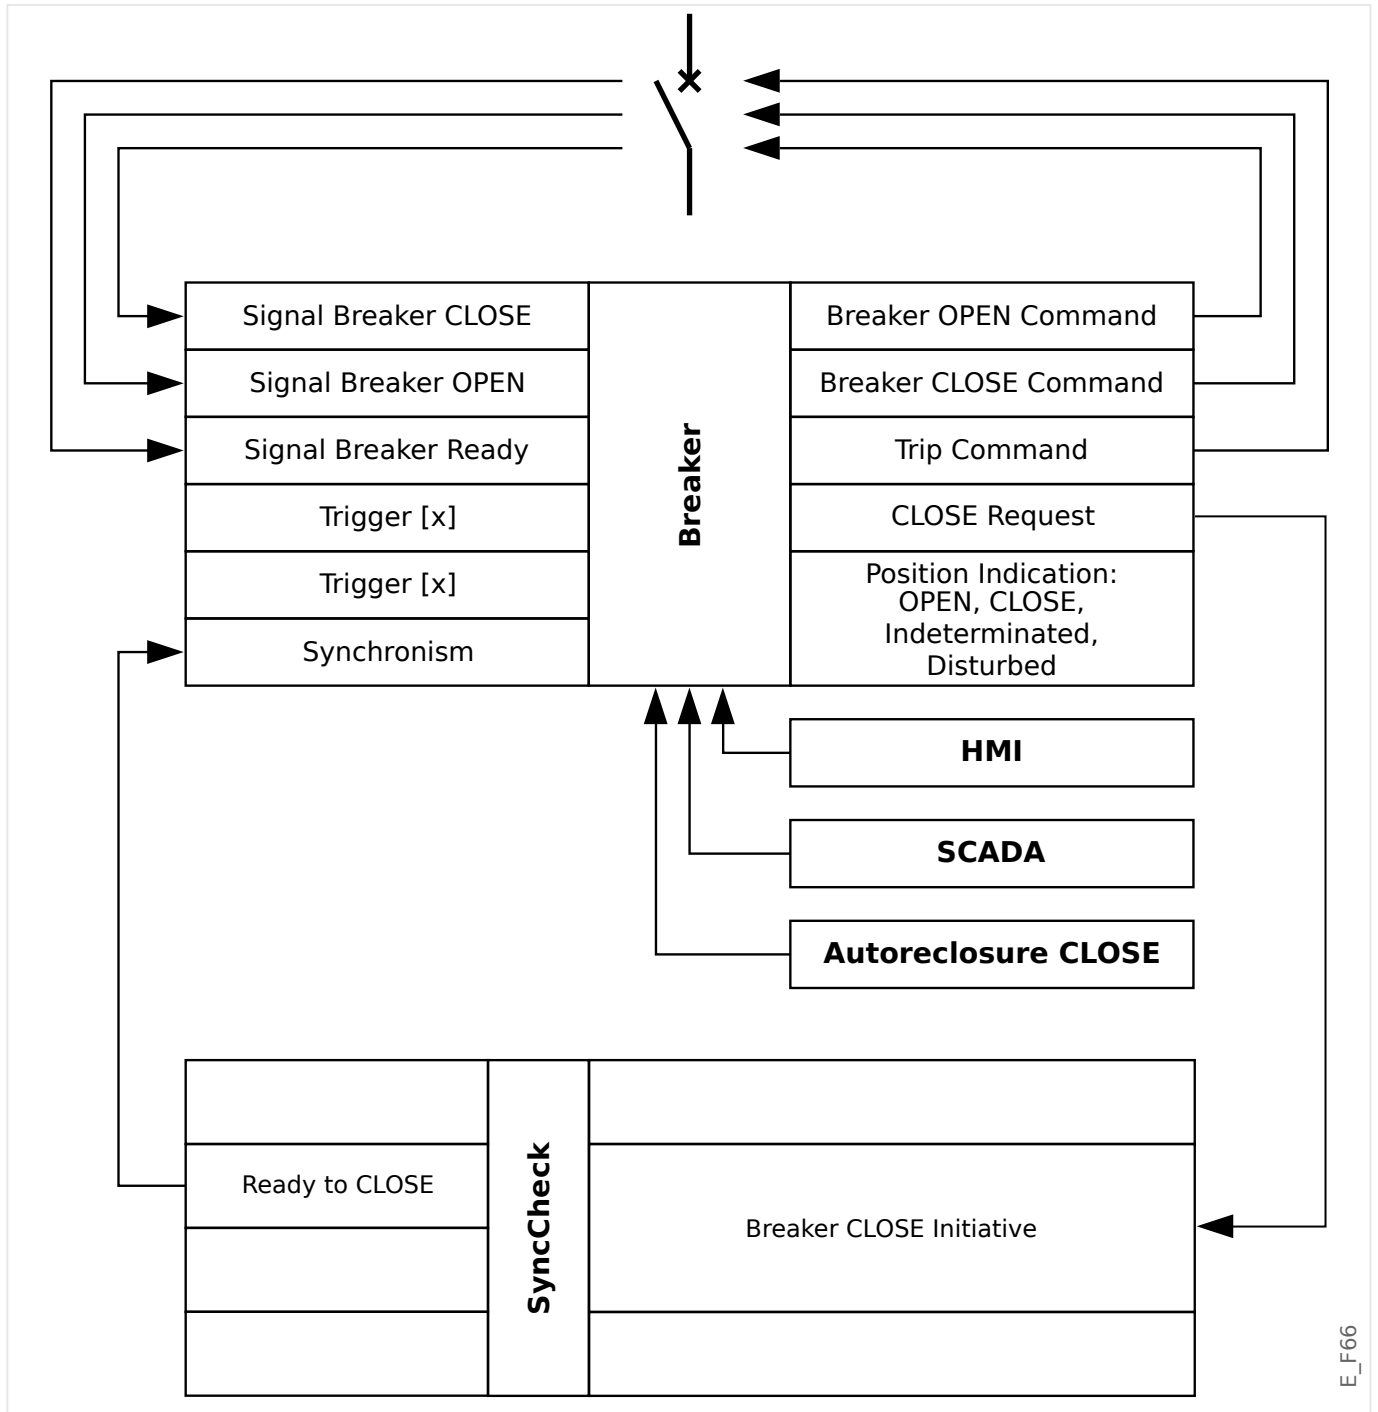 Signal Breaker CLOSE
Signal Breaker OPEN
Signal Breaker Ready
Trigger [x]
Trigger [x]
Synchronism
Breaker
Breaker OPEN Command
Breaker CLOSE Command
Trip Command
CLOSE Request
Position Indication:
OPEN, CLOSE,
Indeterminated,
Disturbed
HMI
SCADA
Autoreclosure CLOSE
Ready to CLOSE
SyncCheck
Breaker CLOSE Initiative
E_F66